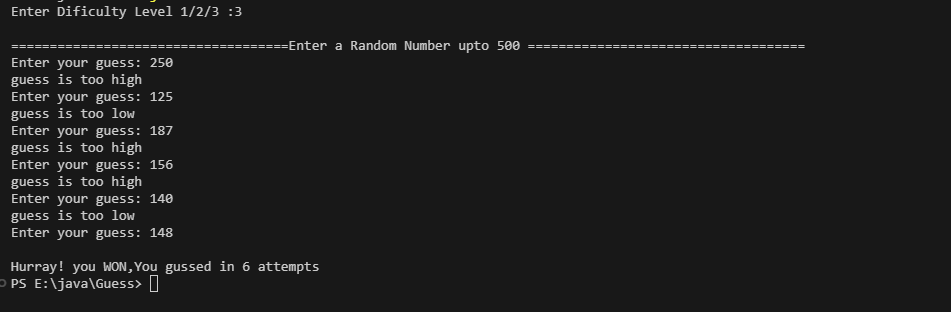 Enter Dificulty Level 1/2/3 :3
====================================Enter a Random Number upto 500 ====================================
Enter your guess: 250
guess is too high
Enter your guess: 125
guess is too low
Enter your guess: 187
guess is too high
Enter your guess: 156
guess is too high
Enter your guess: 140
guess is too low
Enter your guess: 148
Hurray! you WON,You gussed in 6 attempts
PS E:\java\Guess>